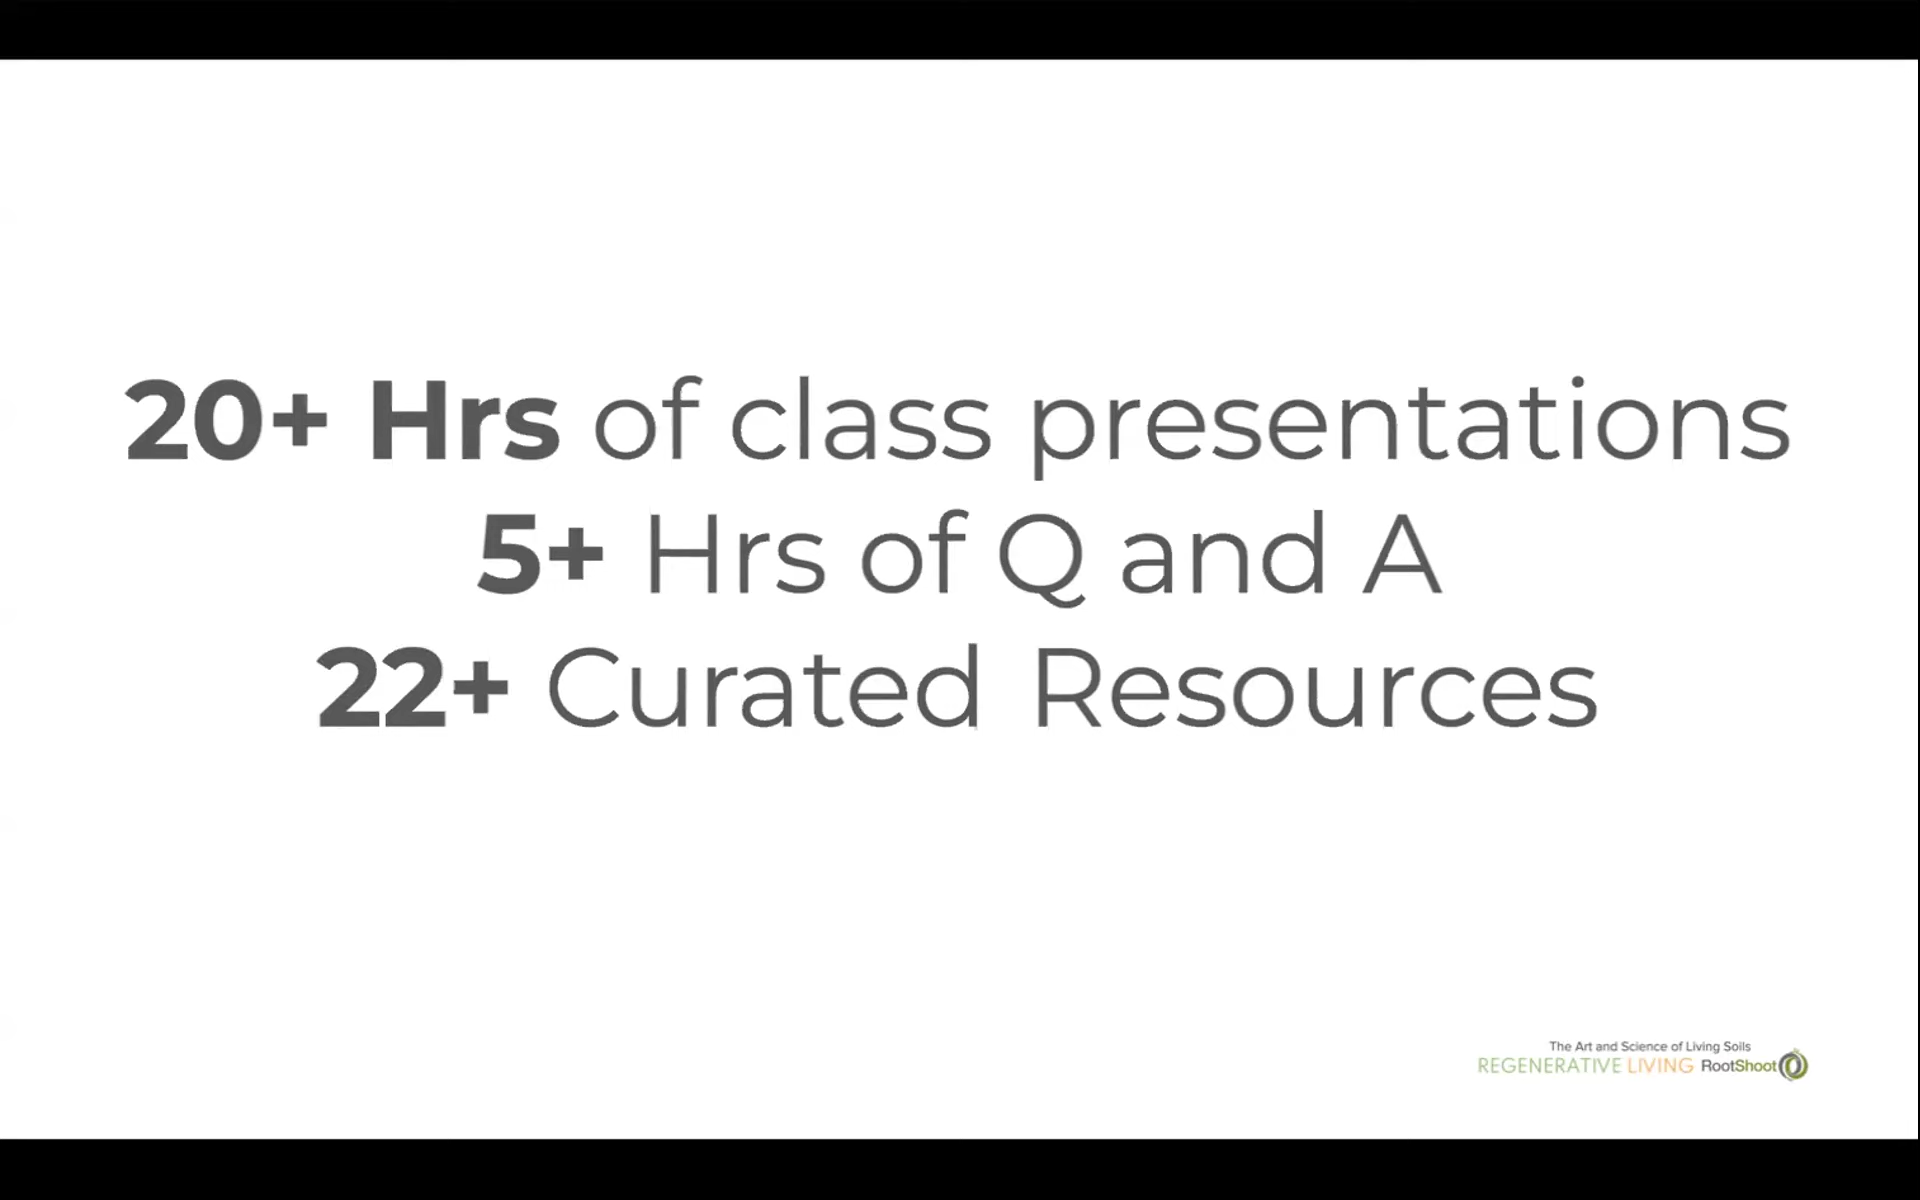 20+ Hrs of class presentations
5+ Hrs of Q and A
22+ Curated Resources
The Art and Science of Living Soils
REGENERATIVE LIVING RootShoot